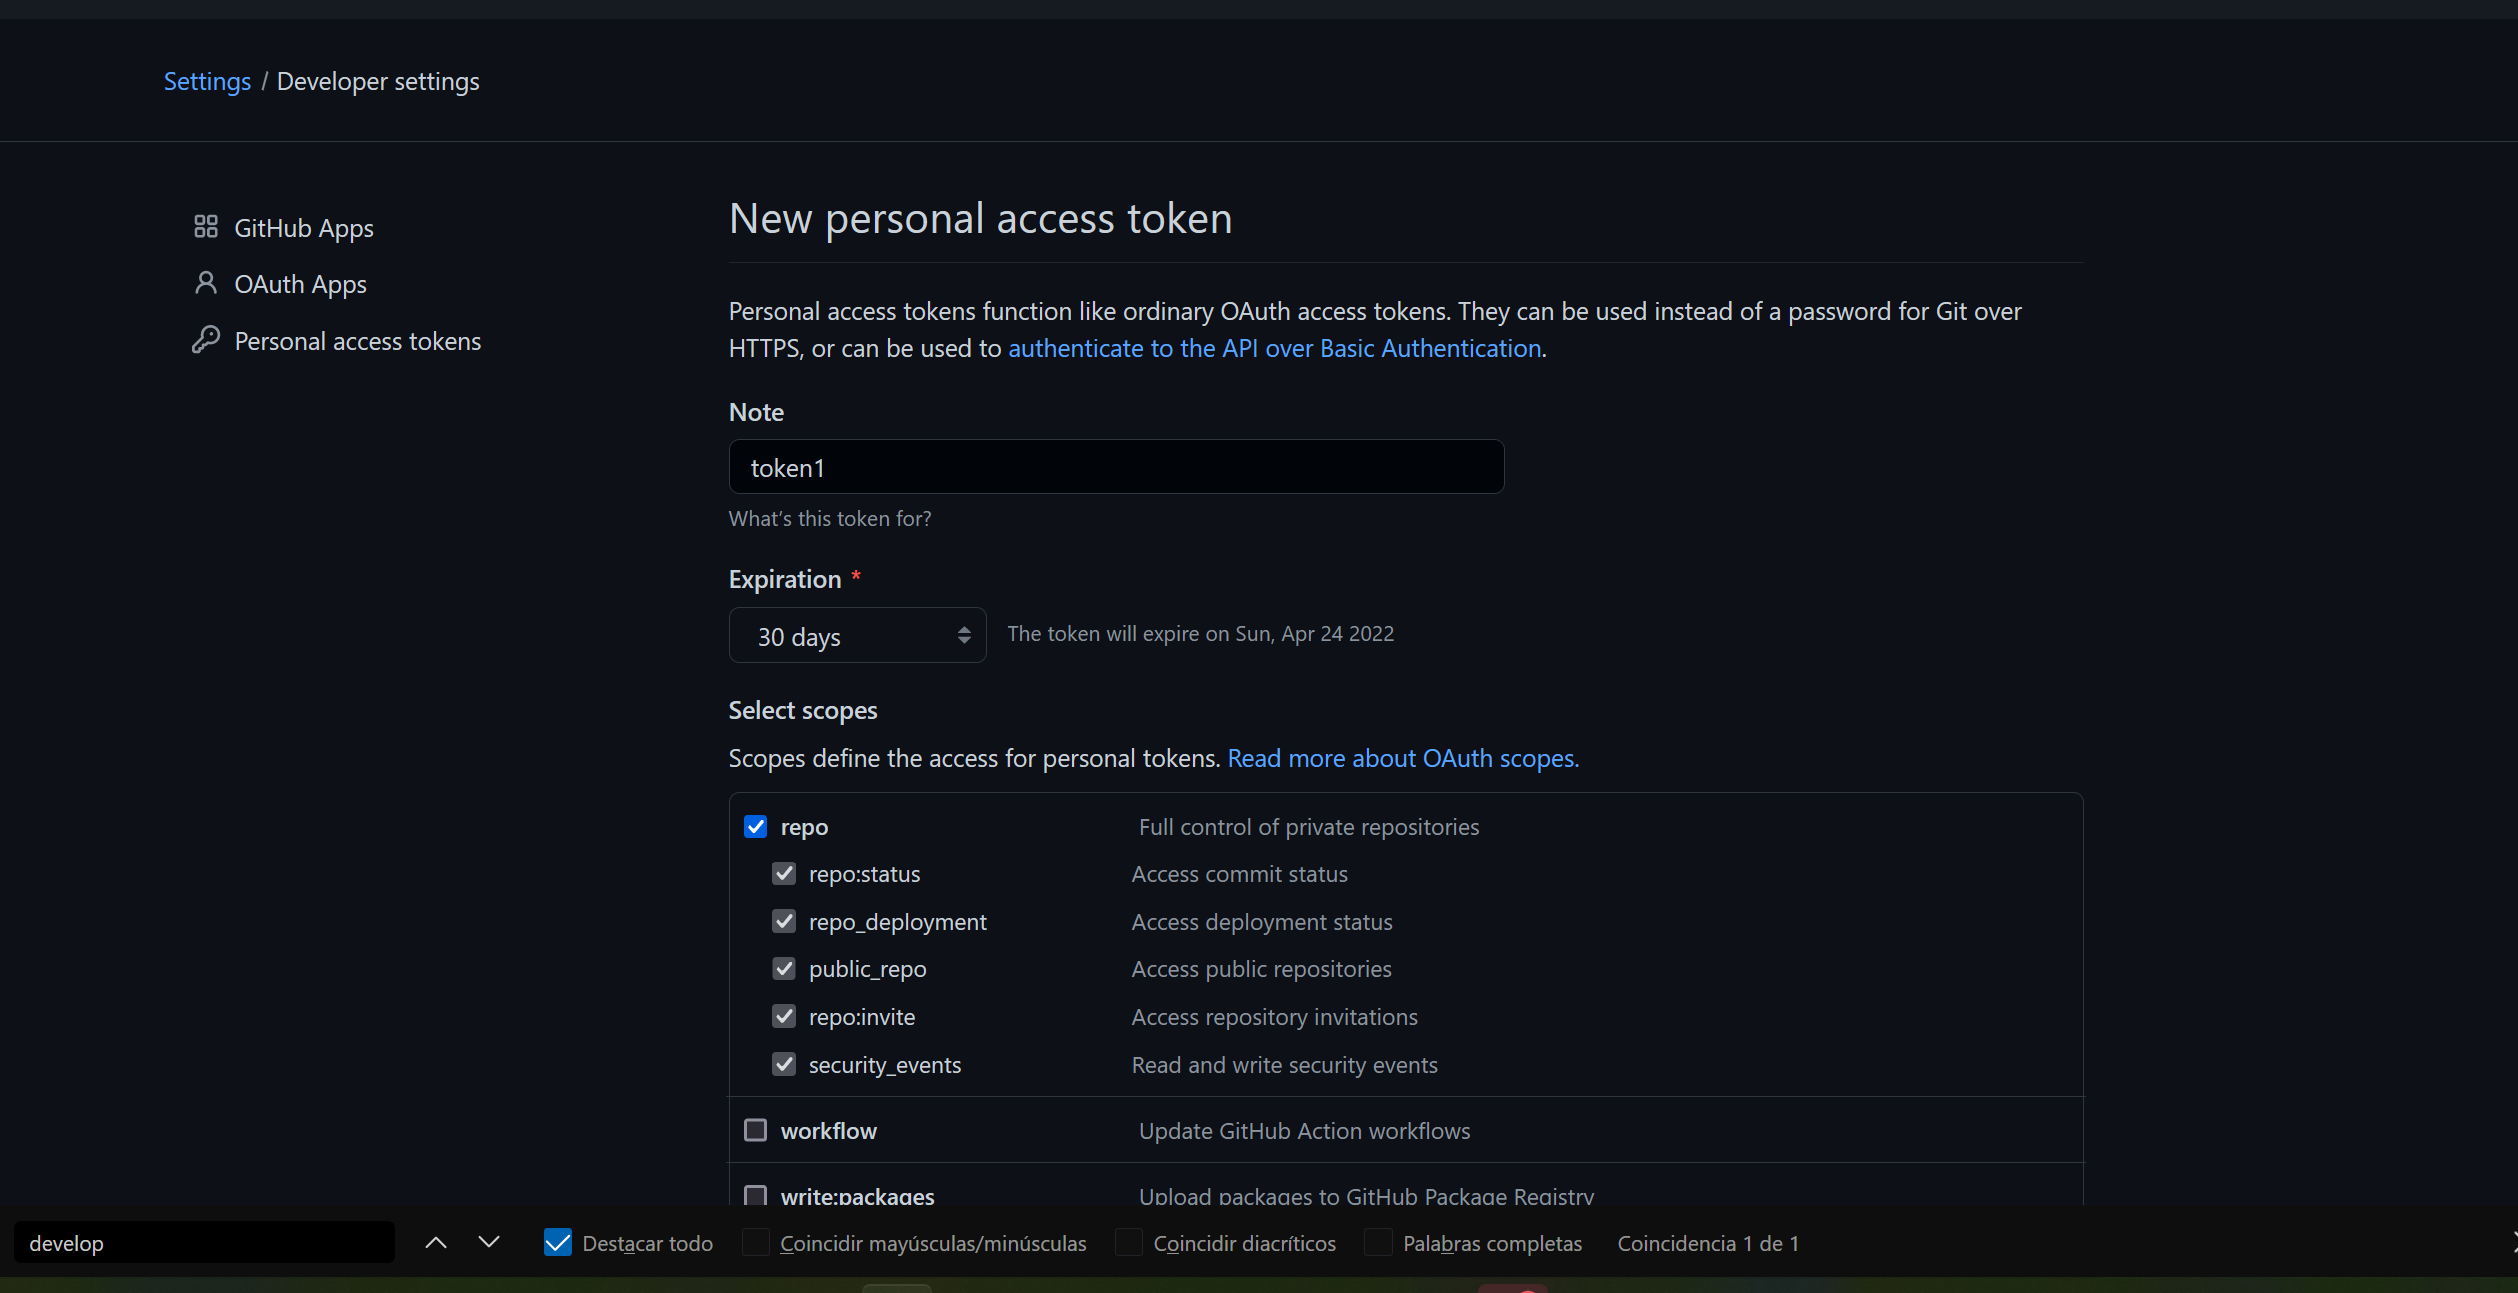 Settings / Developer settings
GitHub Apps
OAuth Apps
Personal access tokens
New personal access token
Personal access tokens function like ordinary OAuth access tokens. They can be used instead of a password for Git over
HTTPS, or can be used to authenticate to the API over Basic Authentication.
Note
token1
What's this token for?
Expiration *
30 days The token will expire on Sun, Apr 24 2022
Select scopes
Scopes define the access for personal tokens. Read more about OAuth scopes.
repo Full control of private repositories
repo:status Access commit status
repo_deployment Access deployment status
public_repo Access public repositories
repo:invite Access repository invitations
security_events Read and write security events
workflow Update GitHub Action workflows
write:packages Upload packages to GitHub Package Registry
develop Destacar todo Coincidir mayúsculas/minúsculas Coincidir diacríticos Palabras completas Coincidencia 1 de 1